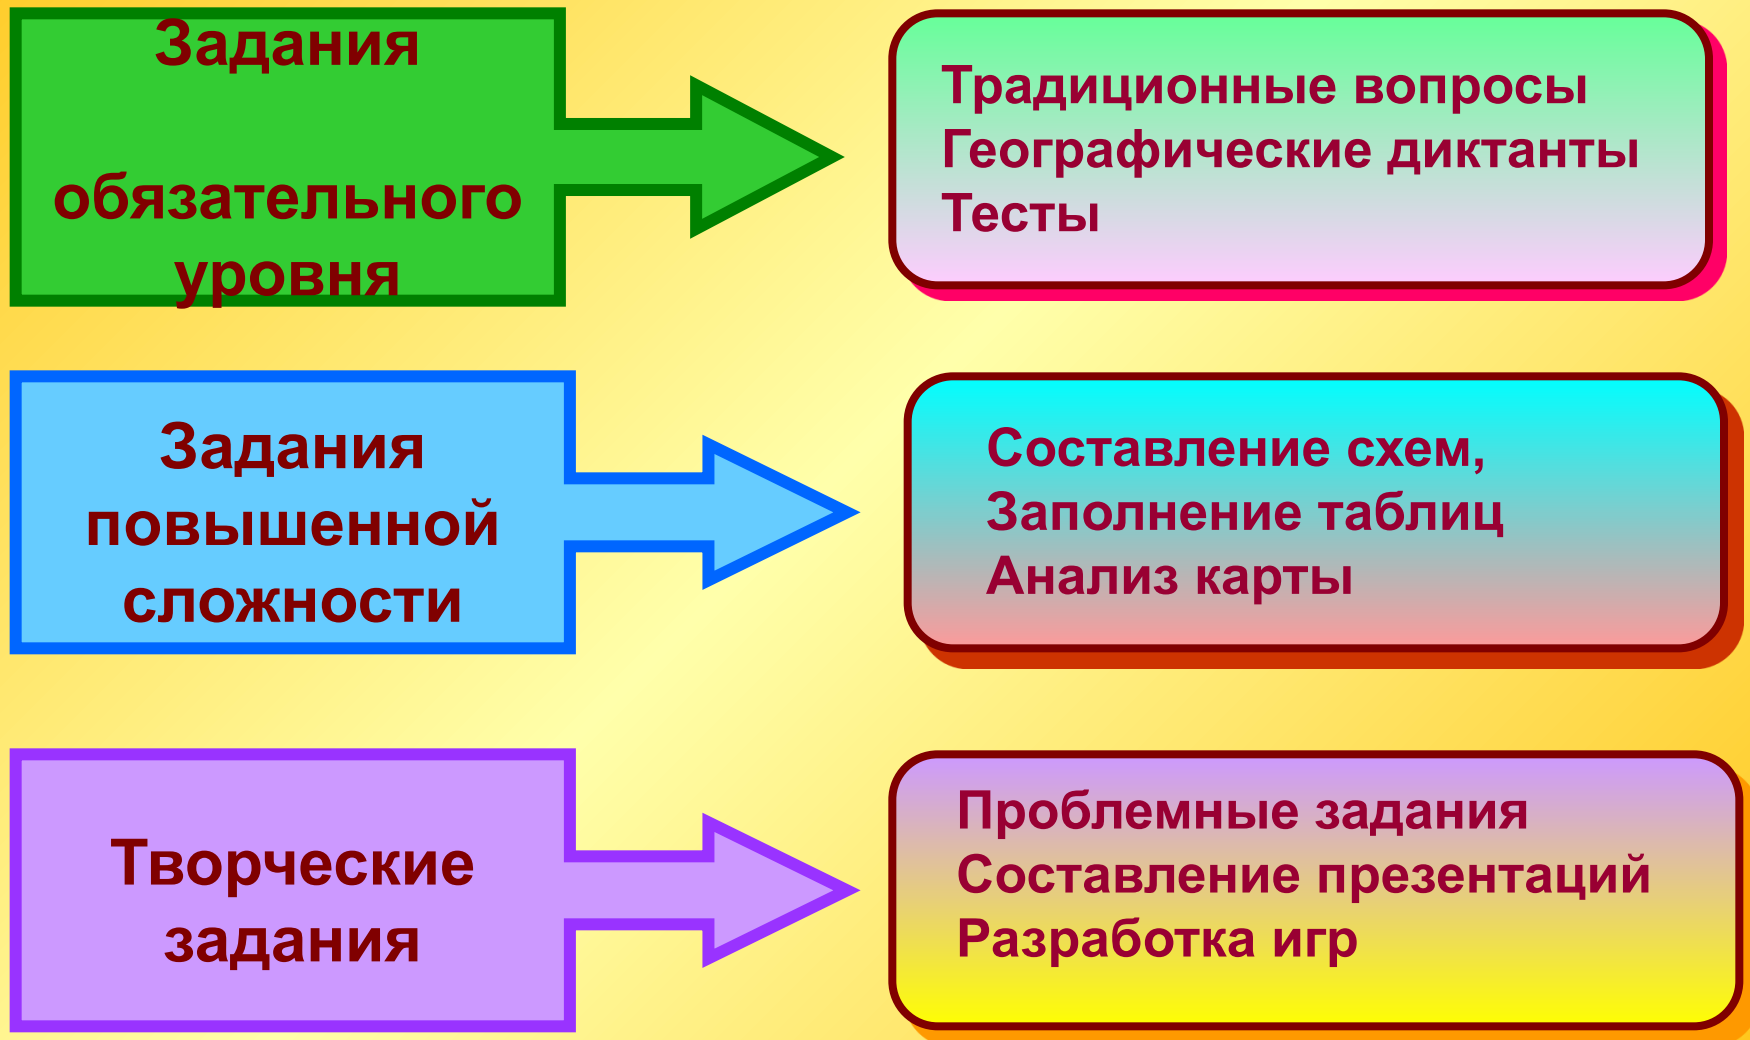 Задания
обязательного
уровня
Традиционные вопросы
Географические диктанты
Тесты
Задания
повышенной
сложности
Составление схем,
Заполнение таблиц
Анализ карты
Творческие
задания
Проблемные задания
Составление презентаций
Разработка игр